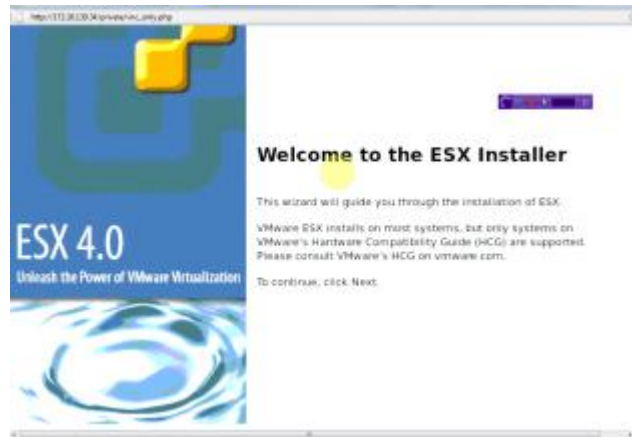 Welcome to the ESX Installer
This wizard will guide you through the installation of ESX.
VMware ESX installs on most systems, but only systems on
VMware's Hardware Compatibility Guide (HCG) are supported.
Please consult VMware's HCG on vmware.com.
To continue, click Next.
ESX 4.0
Unleash the Power of VMware Virtualization